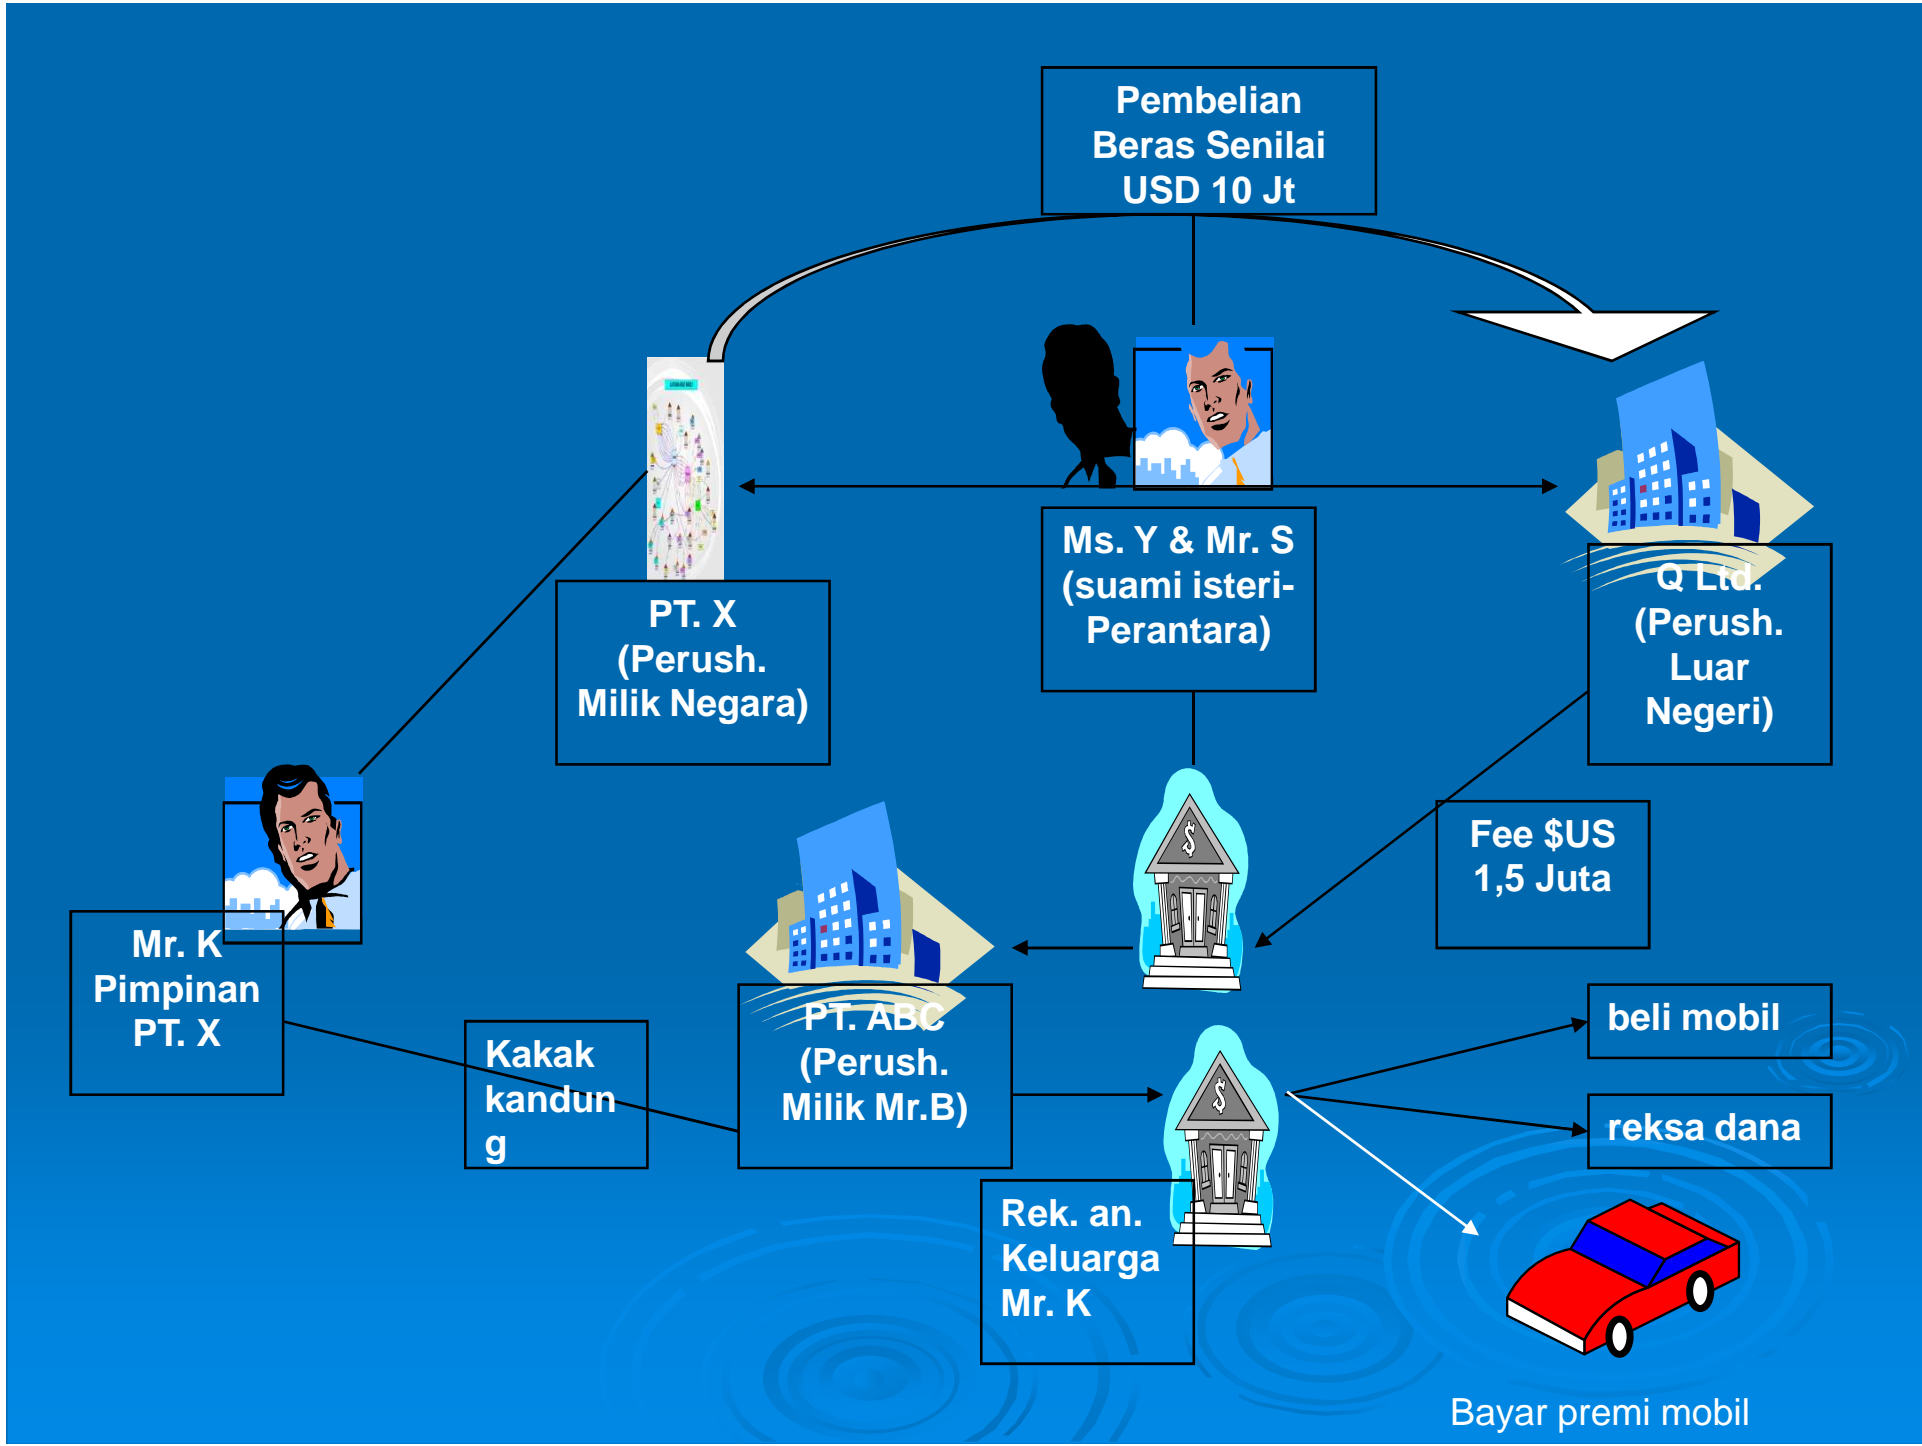 Pembelian
Beras Senilai
USD 10 Jt
Ms. Y & Mr. S
(suami isteri-
Perantara)
Q Ltd.
(Perush.
Luar
Negeri)
PT. X
(Perush.
Milik Negara)
Fee $US
1,5 Juta
Mr. K
Pimpinan
PT. X
Kakak
kandun
g
PT. ABC
(Perush.
Milik Mr.B)
beli mobil
reksa dana
Rek. an.
Keluarga
Mr. K
Bayar premi mobil
$
$